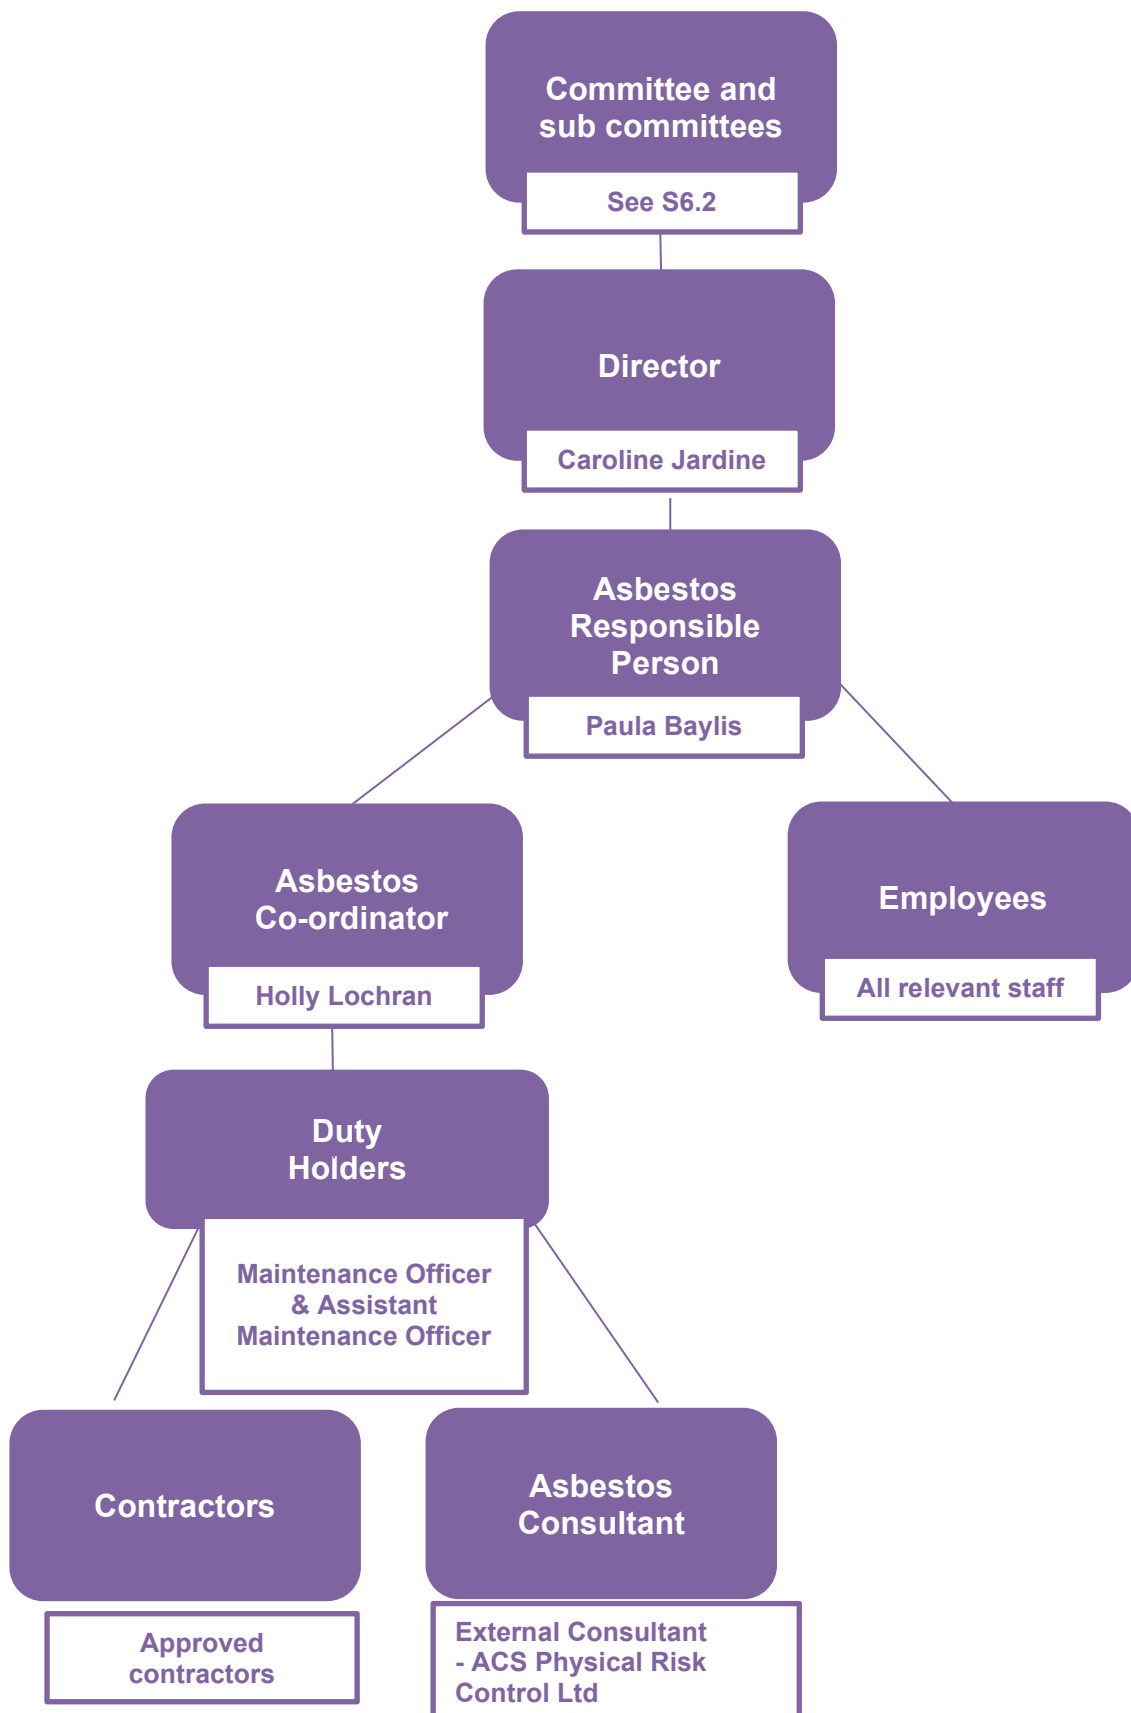 Committee and
sub committees
See S6.2
Director
Caroline Jardine
Asbestos
Responsible
Person
Paula Baylis
Asbestos
Co-ordinator
Holly Lochran
Employees
All relevant staff
Duty
Holders
Maintenance Officer
& Assistant
Maintenance Officer
Contractors
Approved
contractors
Asbestos
Consultant
External Consultant
- ACS Physical Risk
Control Ltd